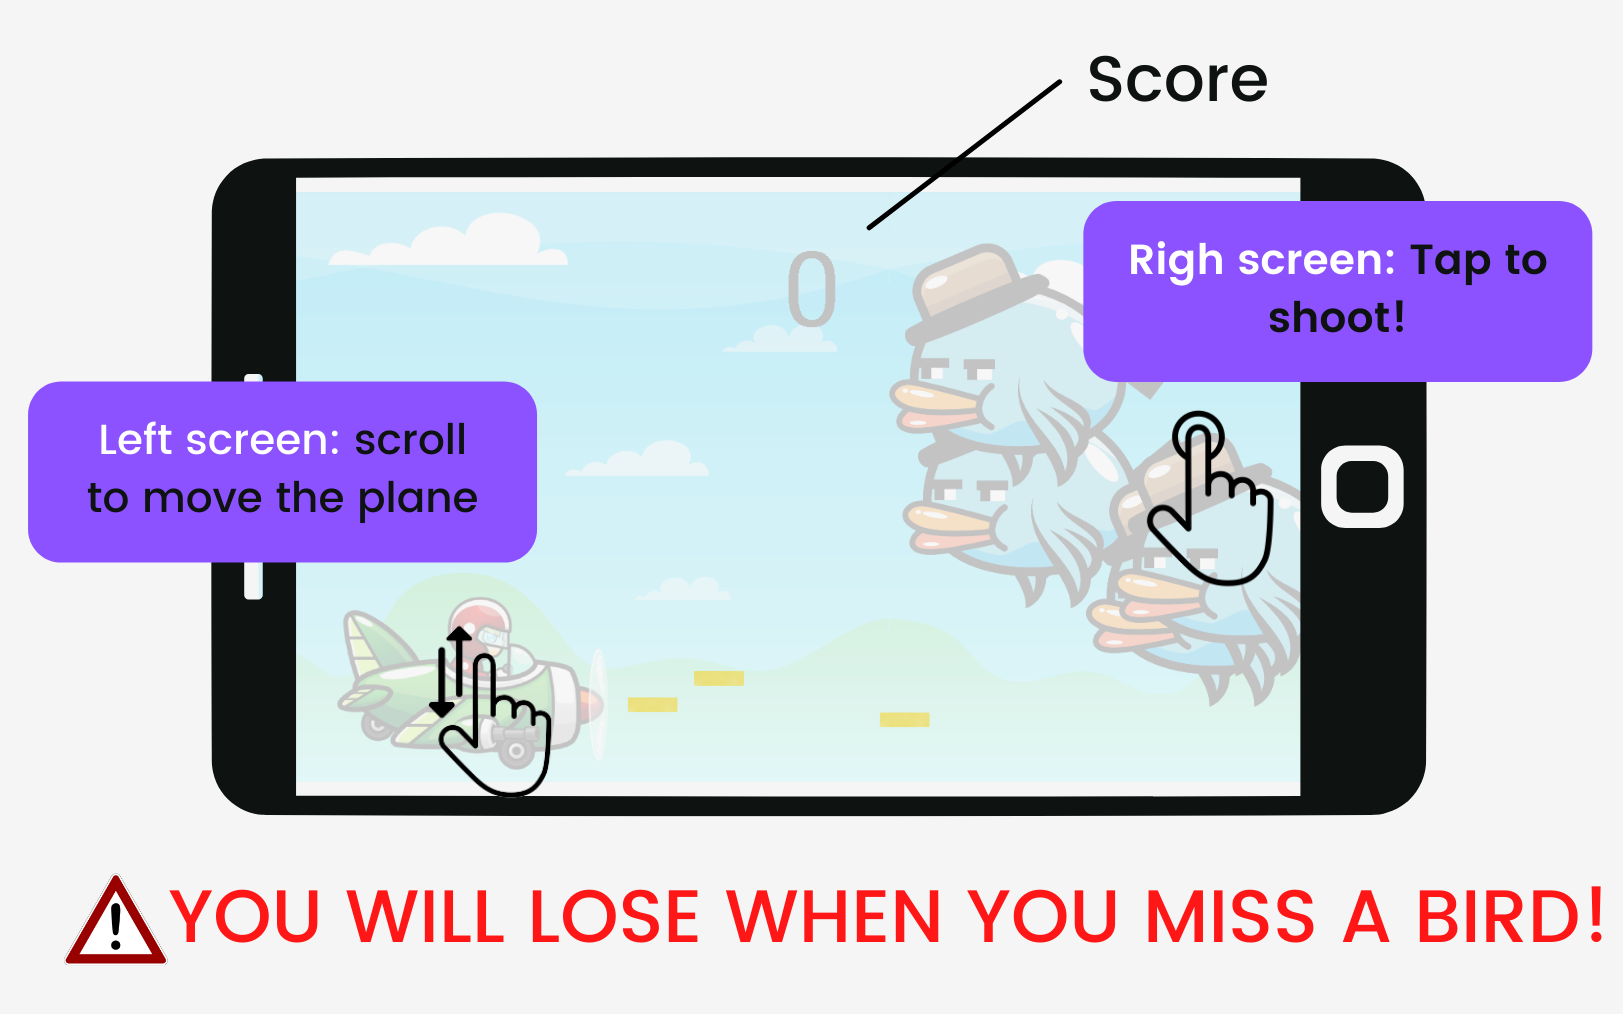 Score
0
Righ screen: Tap to
shoot!
Left screen: scroll
to move the plane
YOU WILL LOSE WHEN YOU MISS A BIRD!